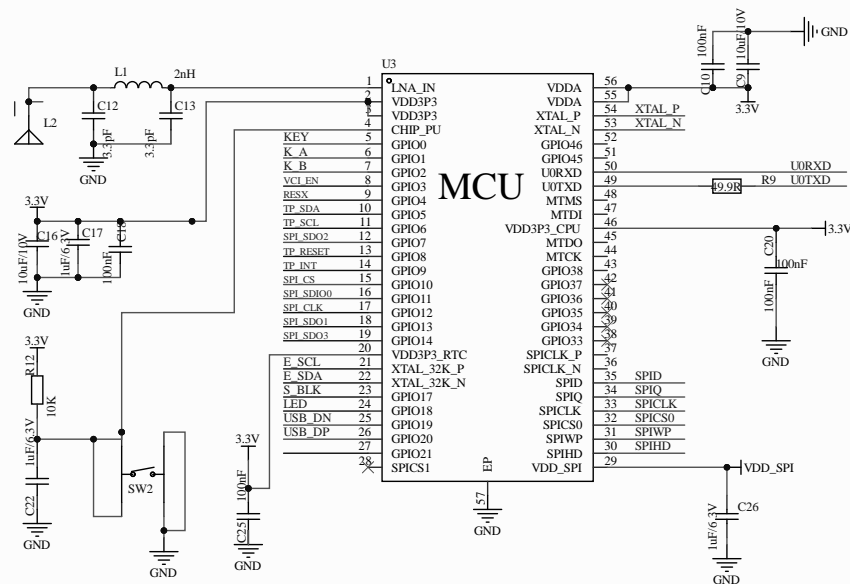 U3
MCU
L1
2nH
C12
C13
3.3pF
3.3pF
L2
GND
3.3V
C16
10uF/10V
C17
1uF/6.3V
C18
100nF
GND
3.3V
R12
10K
1uF/6.3V
C22
GND
SW2
GND
3.3V
100nF
C25
GND
1 LNA_IN
2 VDD3P3
3 VDD3P3
4 CHIP_PU
KEY 5 GPIO0
K_A 6 GPIO1
K_B 7 GPIO2
VCI_EN 8 GPIO3
RESX 9 GPIO4
TP_SDA 10 GPIO5
TP_SCL 11 GPIO6
SPI_SDO2 12 GPIO7
TP_RESET 13 GPIO8
TP_INT 14 GPIO9
SPI_CS 15 GPIO10
SPI_SDIO0 16 GPIO11
SPI_CLK 17 GPIO12
SPI_SDO1 18 GPIO13
SPI_SDO3 19 GPIO14
20 VDD3P3_RTC
E_SCL 21 XTAL_32K_P
E_SDA 22 XTAL_32K_N
S_BLK 23 GPIO17
LED 24 GPIO18
USB_DN 25 GPIO19
USB_DP 26 GPIO20
27 GPIO21
28 SPICS1
EP
57
GND
VDDA 56
VDDA 55
XTAL_P 54 XTAL_P
XTAL_N 53 XTAL_N
GPIO46 52
GPIO45 51
U0RXD 50 U0RXD
U0TXD 49 49.9R R9 U0TXD
MTMS 48
MTDI 47
VDD3P3_CPU 46 3.3V
MTDO 45
MTCK 44
GPIO38 43
GPIO37 42
GPIO36 41
GPIO35 40
GPIO34 39
GPIO33 38
SPICLK_P 37
SPICLK_N 36
SPID 35 SPID
SPIQ 34 SPIQ
SPICLK 33 SPICLK
SPICS0 32 SPICS0
SPIWP 31 SPIWP
SPIHD 30 SPIHD
VDD_SPI 29 VDD_SPI
100nF
C10
10uF/10V
C9
GND
3.3V
C20
100nF
100nF
GND
C26
1uF/6.3V
GND